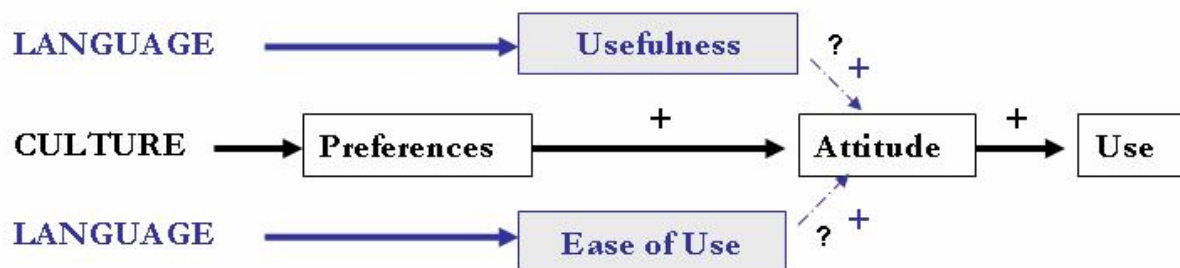 LANGUAGE Usefulness ? +
CULTURE Preferences + Attitude + Use
LANGUAGE Ease of Use ? +